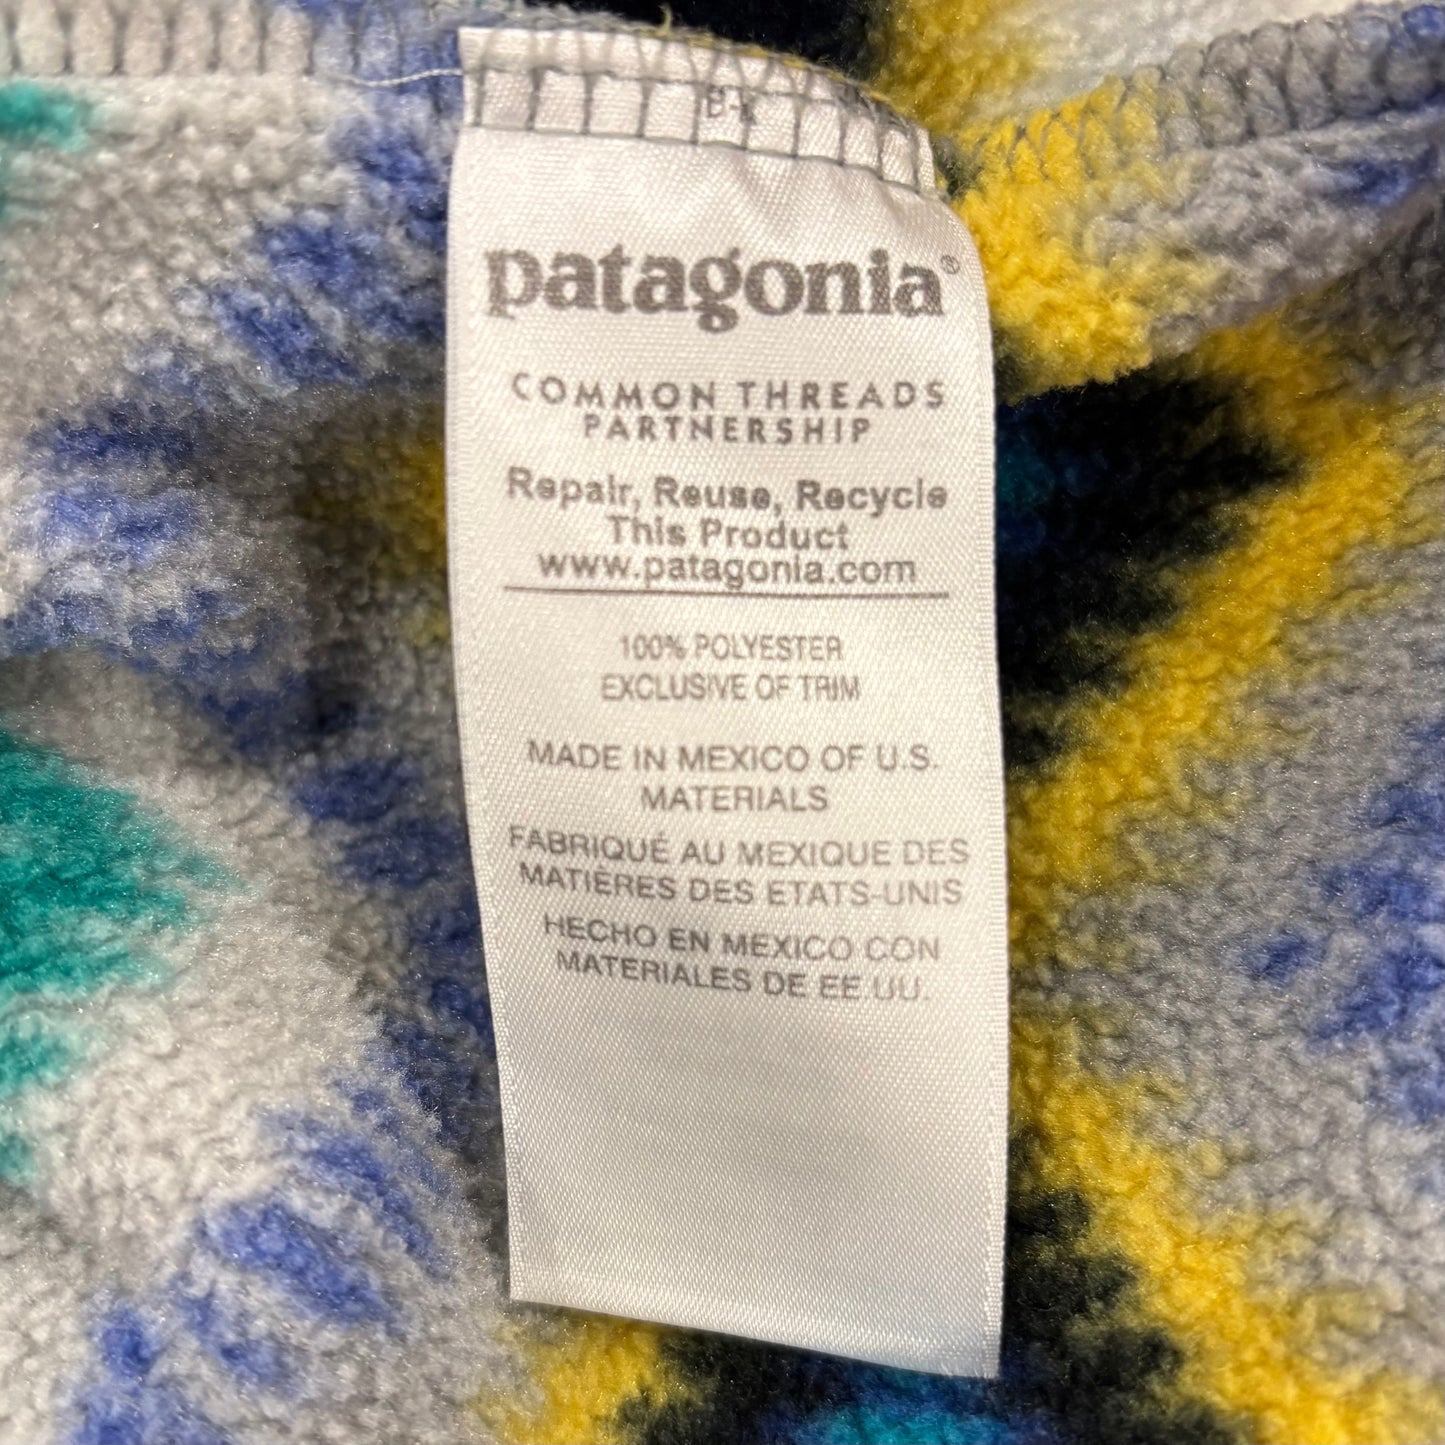 patagonia®
COMMON THREADS
PARTNERSHIP
Repair, Reuse, Recycle
This Product
www.patagonia.com
100% POLYESTER
EXCLUSIVE OF TRIM
MADE IN MEXICO OF U.S.
MATERIALS
FABRIQUÉ AU MEXIQUE DES
MATIÈRES DES ETATS-UNIS
HECHO EN MEXICO CON
MATERIALES DE EE UU.